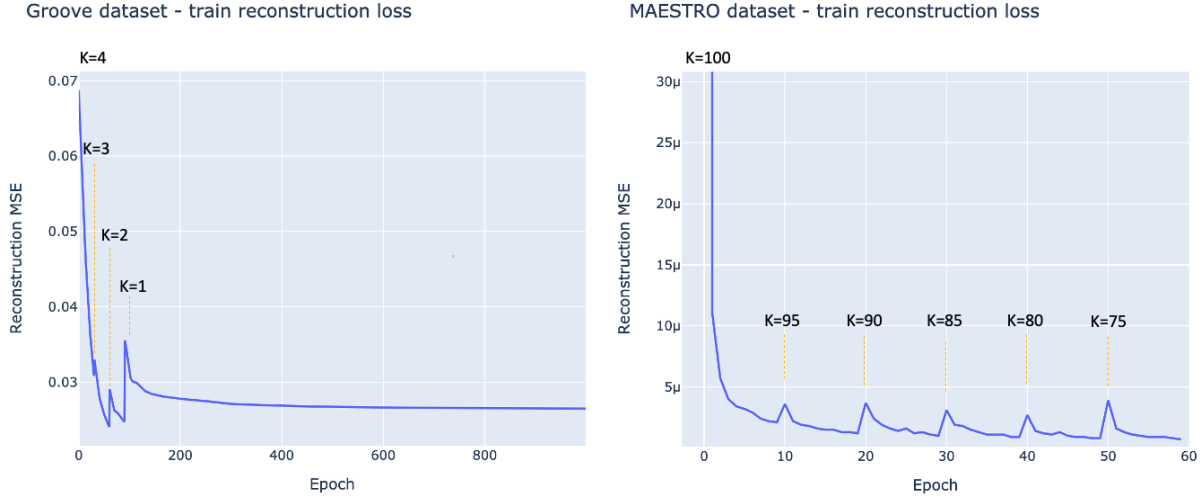 Groove dataset - train reconstruction loss
K=4
0.07
K=3
0.06
K=2
0.05
K=1
0.04
0.03
Reconstruction MSE
0
200
400
600
800
Epoch
MAESTRO dataset - train reconstruction loss
K=100
30μ
25μ
20μ
15μ
10μ
5μ
K=95
K=90
K=85
K=80
K=75
Reconstruction MSE
0
10
20
30
40
50
60
Epoch